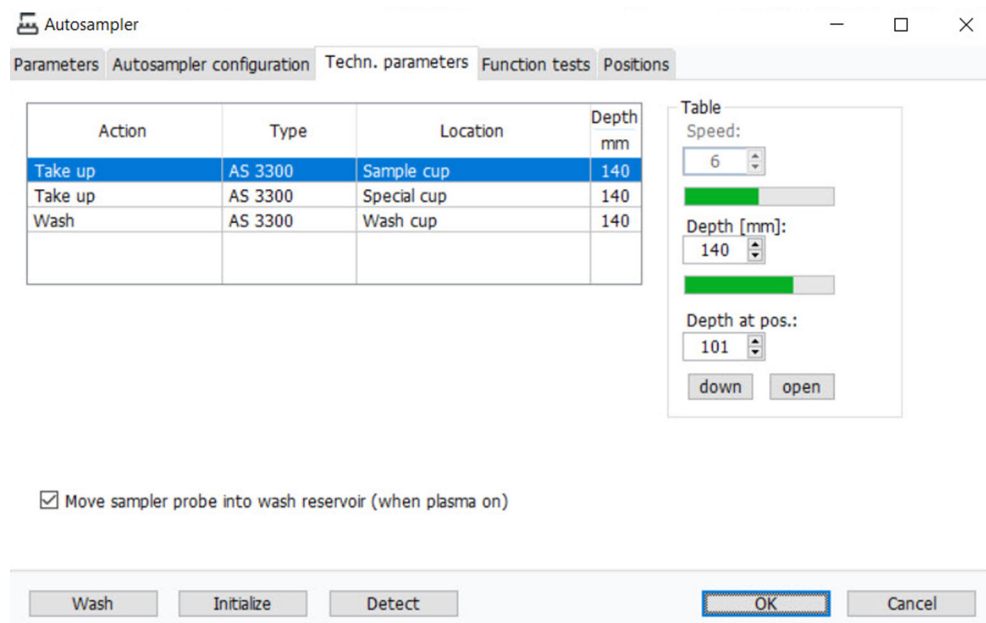 Autosampler
Parameters Autosampler configuration Techn. parameters Function tests Positions
Action Type Location Depth mm
Take up AS 3300 Sample cup 140
Take up AS 3300 Special cup 140
Wash AS 3300 Wash cup 140
Table
Speed:
6
Depth [mm]:
140
Depth at pos.:
101
down open
Move sampler probe into wash reservoir (when plasma on)
Wash Initialize Detect OK Cancel